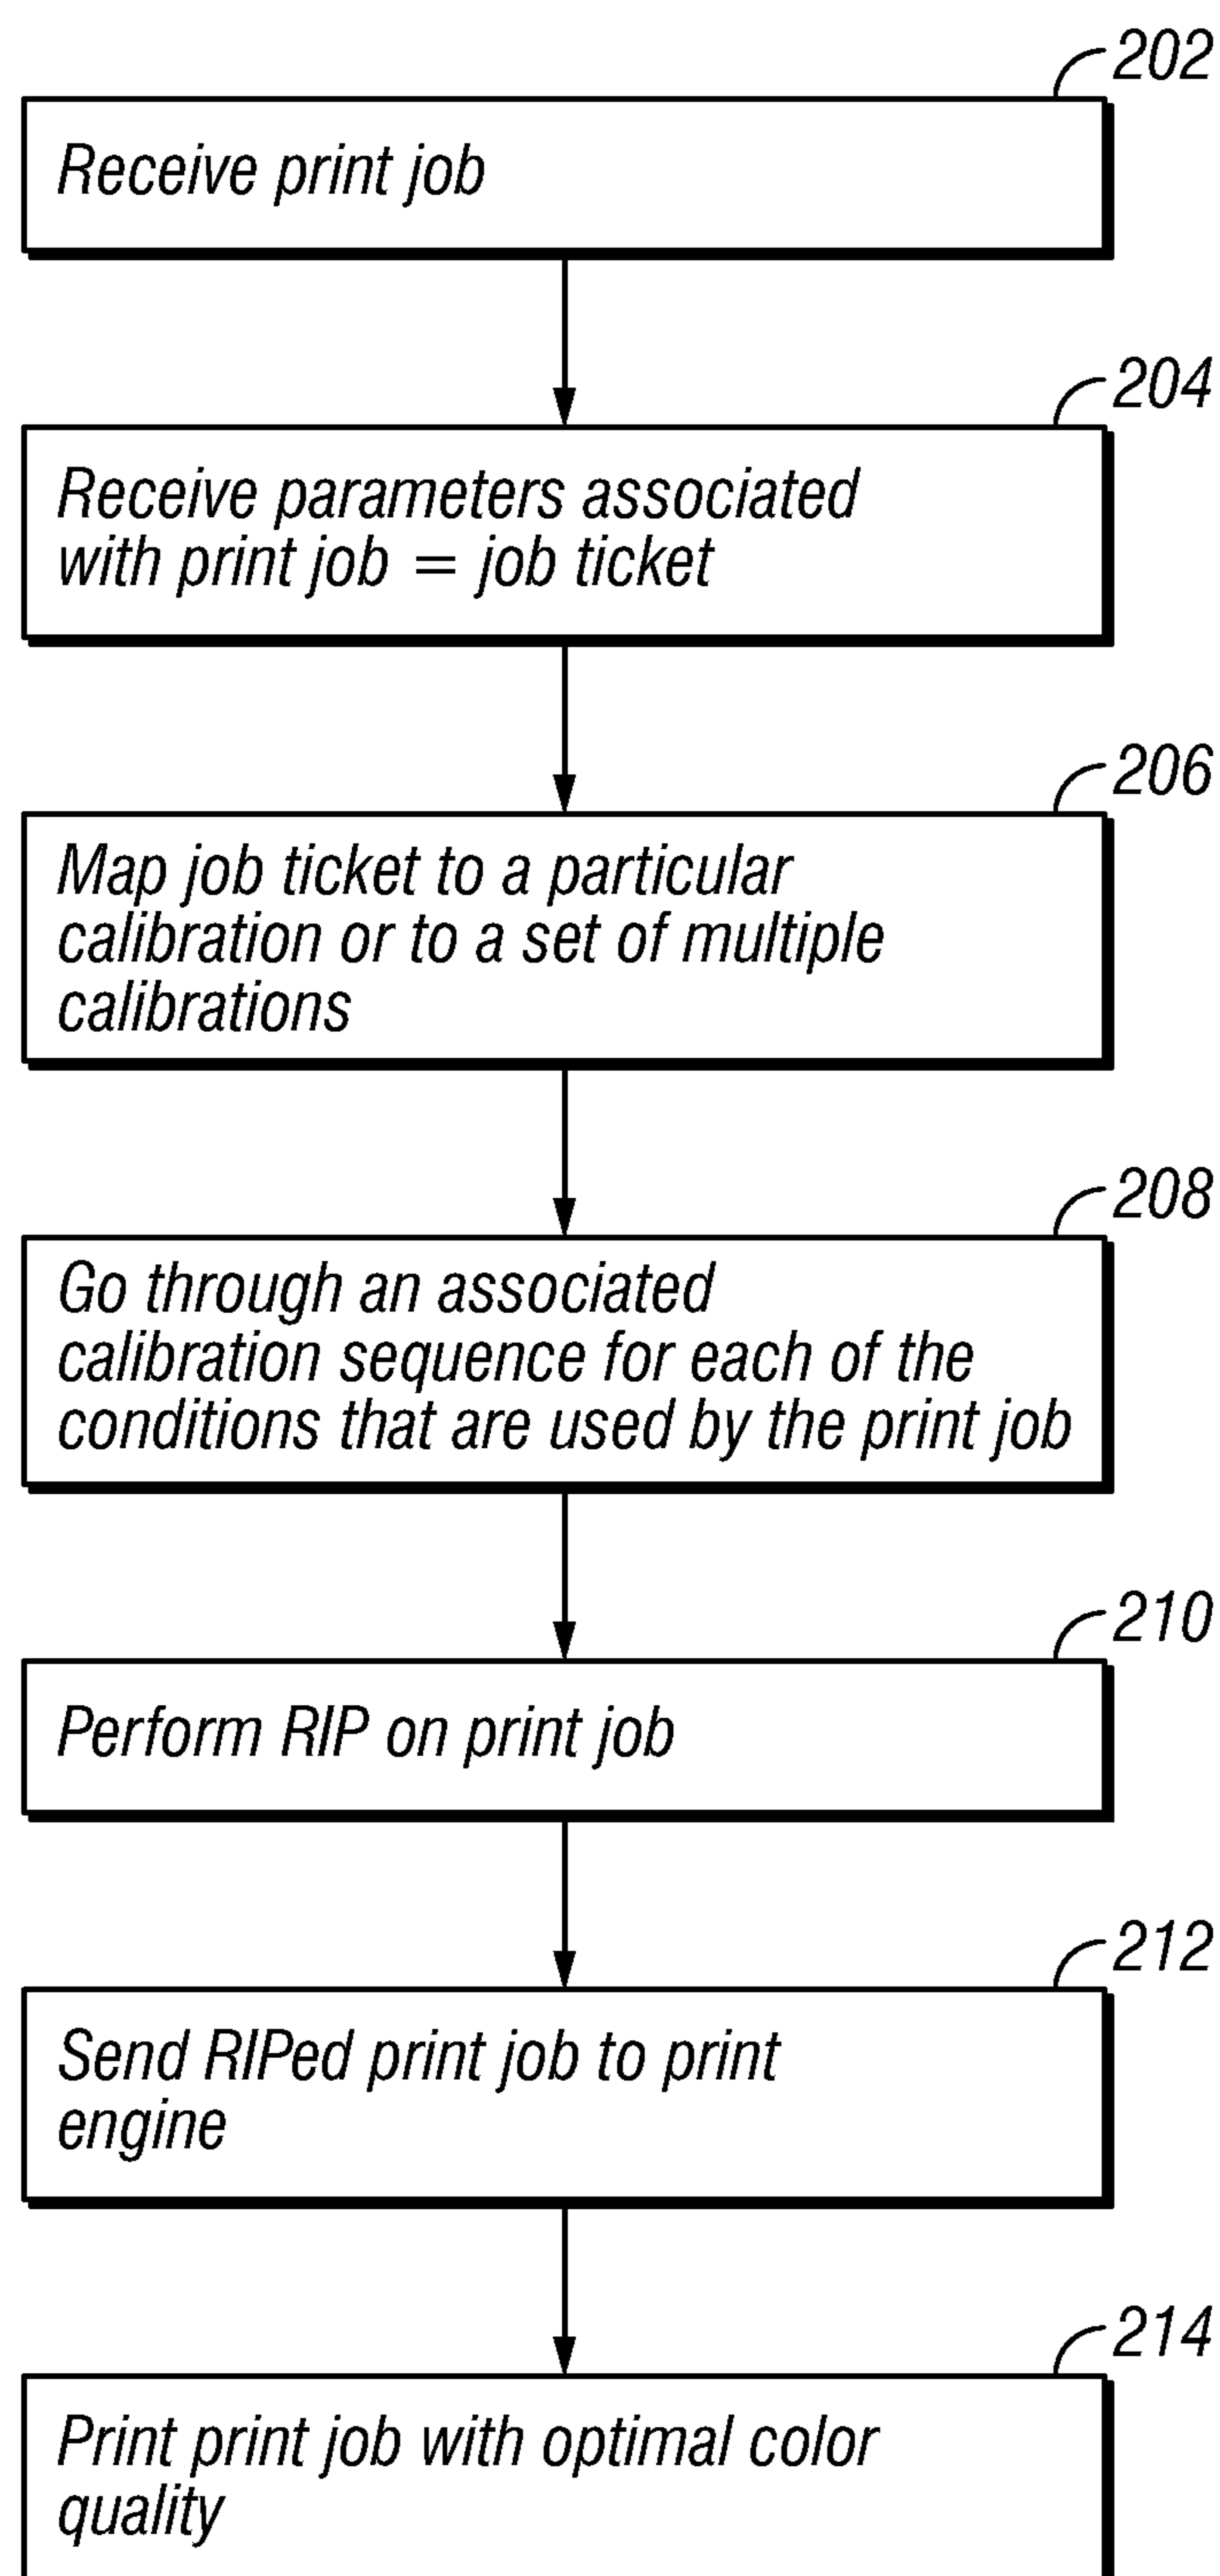 202
Receive print job
204
Receive parameters associated
with print job = job ticket
206
Map job ticket to a particular
calibration or to a set of multiple
calibrations
208
Go through an associated
calibration sequence for each of the
conditions that are used by the print job
210
Perform RIP on print job
212
Send RIPed print job to print
engine
214
Print print job with optimal color
quality